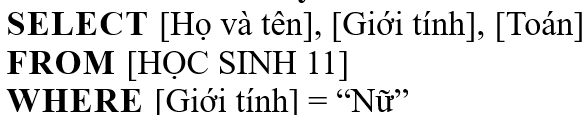 SELECT [Họ và tên], [Giới tính], [Toán]
FROM [HỌC SINH 11]
WHERE [Giới tính] = “Nữ”